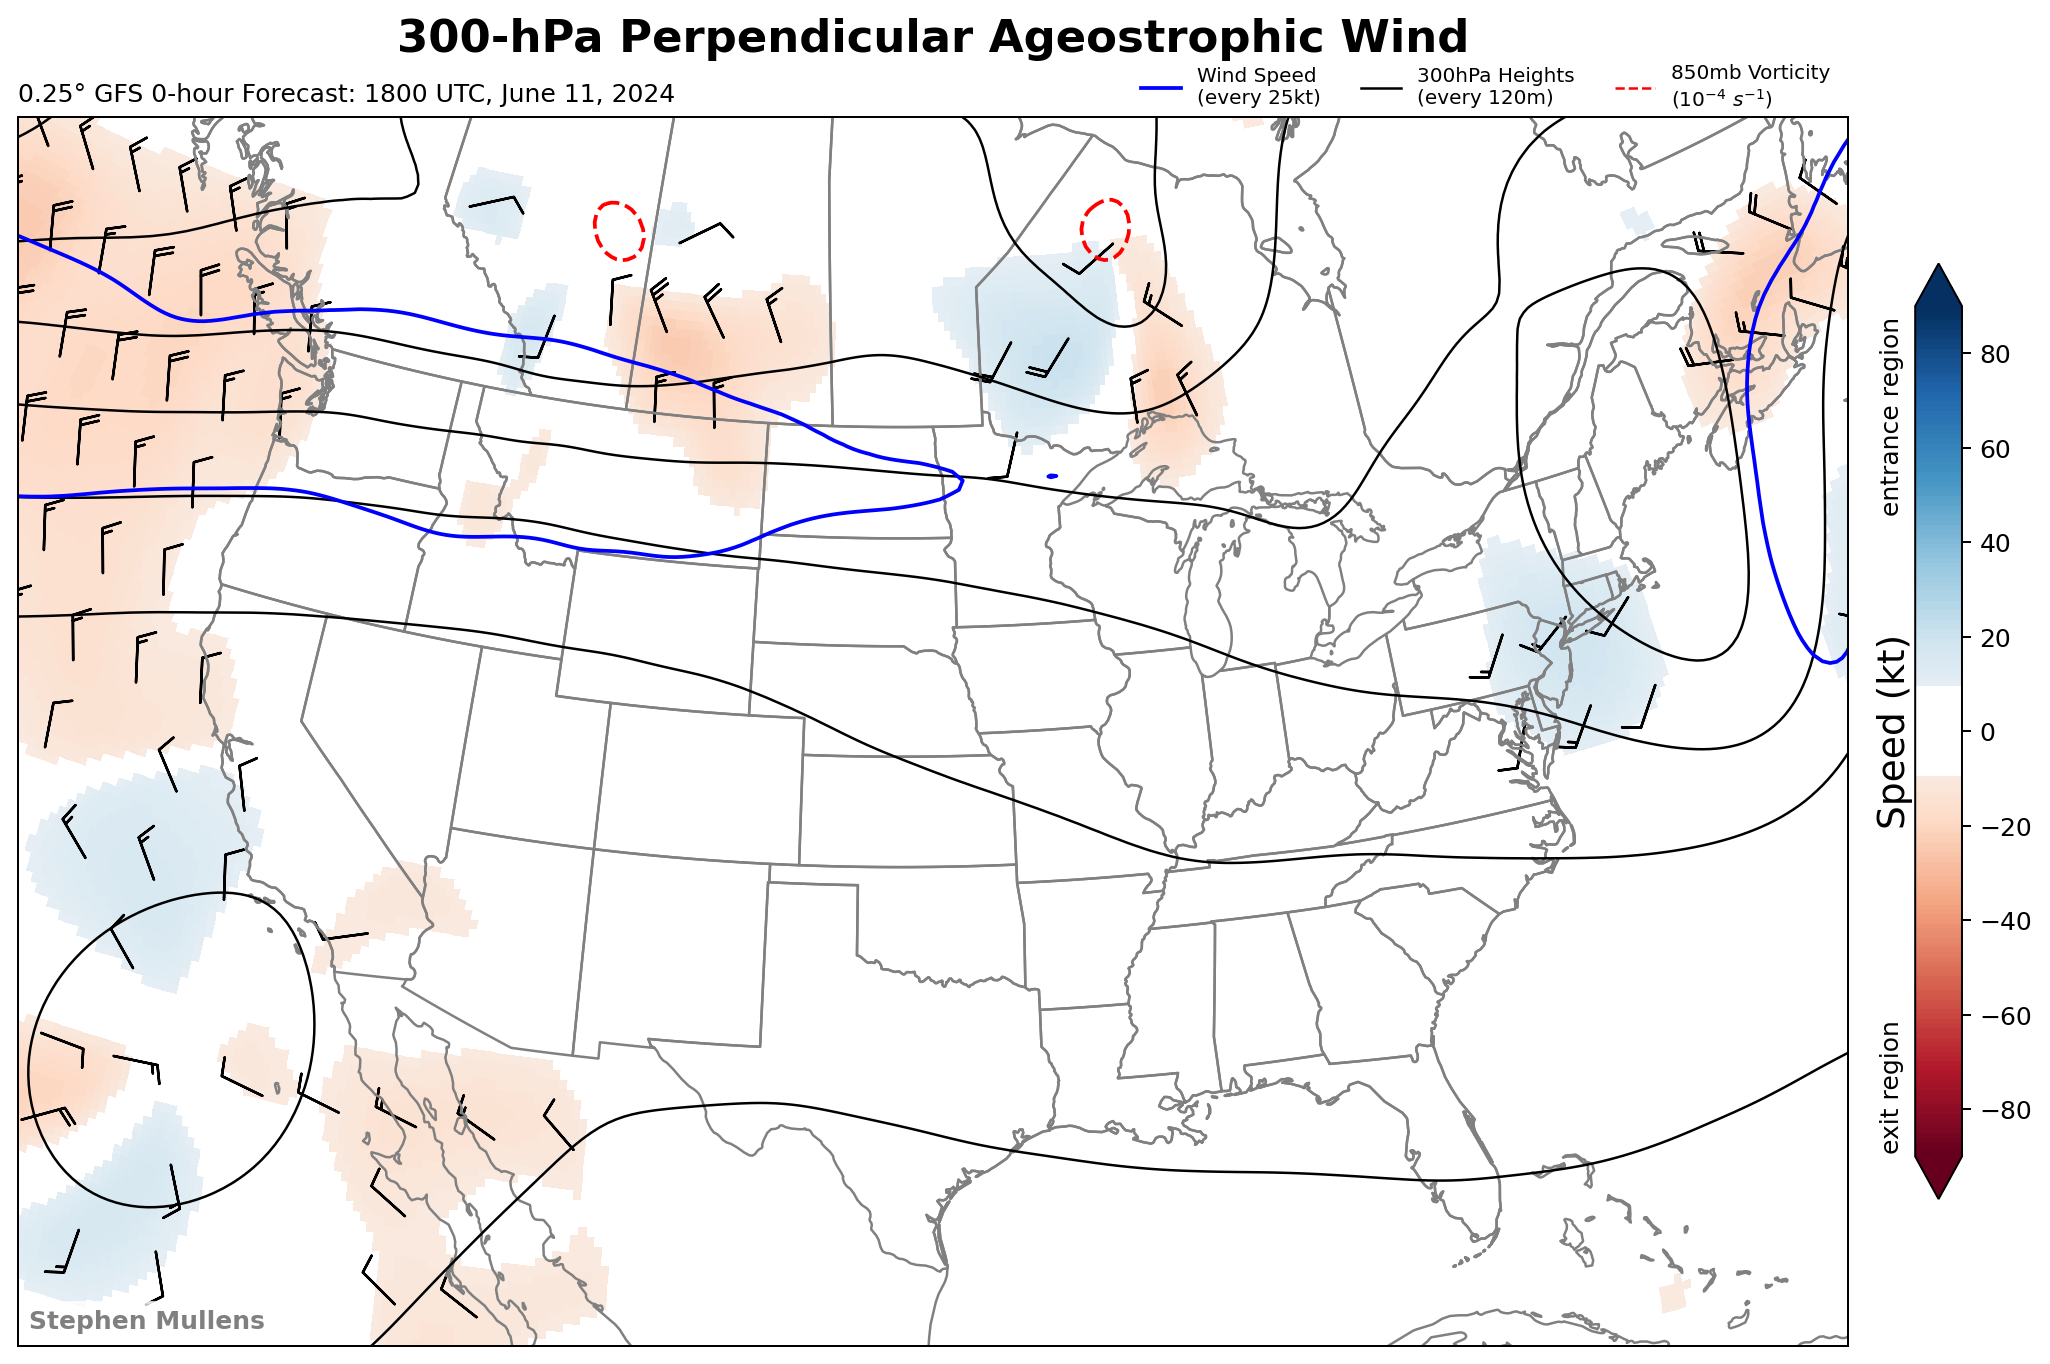 300-hPa Perpendicular Ageostrophic Wind
0.25° GFS 0-hour Forecast: 1800 UTC, June 11, 2024
Wind Speed
(every 25kt)
300hPa Heights
(every 120m)
850mb Vorticity
(10⁻⁴ s⁻¹)
entrance region
80
60
40
20
0
−20
−40
−60
−80
Speed (kt)
exit region
Stephen Mullens